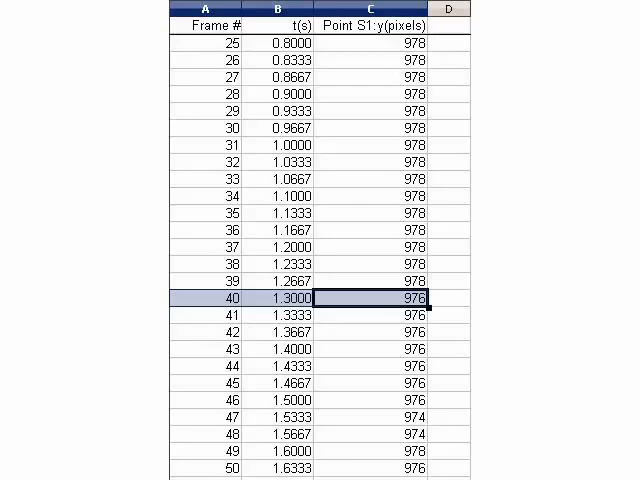 A B C D
Frame # t(s) Point S1:y(pixels)
25 0.8000 978
26 0.8333 978
27 0.8667 978
28 0.9000 978
29 0.9333 978
30 0.9667 978
31 1.0000 978
32 1.0333 978
33 1.0667 978
34 1.1000 978
35 1.1333 978
36 1.1667 978
37 1.2000 978
38 1.2333 978
39 1.2667 978
40 1.3000 976
41 1.3333 976
42 1.3667 976
43 1.4000 976
44 1.4333 976
45 1.4667 976
46 1.5000 976
47 1.5333 974
48 1.5667 974
49 1.6000 978
50 1.6333 976